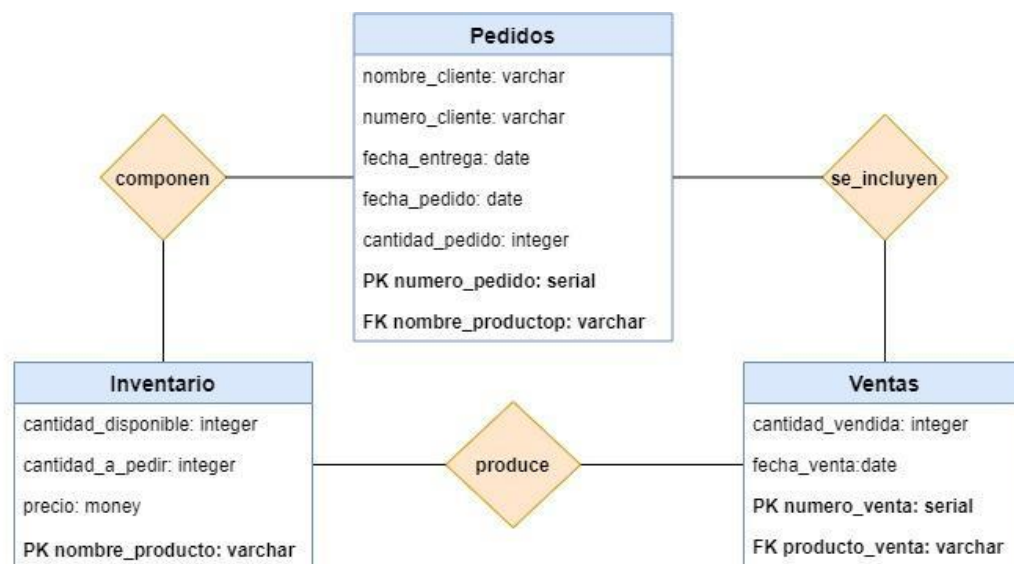 Pedidos
nombre_cliente: varchar
numero_cliente: varchar
fecha_entrega: date
fecha_pedido: date
cantidad_pedido: integer
PK numero_pedido: serial
FK nombre_productop: varchar
componen
se_incluyen
Inventario
cantidad_disponible: integer
cantidad_a_pedir: integer
precio: money
PK nombre_producto: varchar
produce
Ventas
cantidad_vendida: integer
fecha_venta:date
PK numero_venta: serial
FK producto_venta: varchar